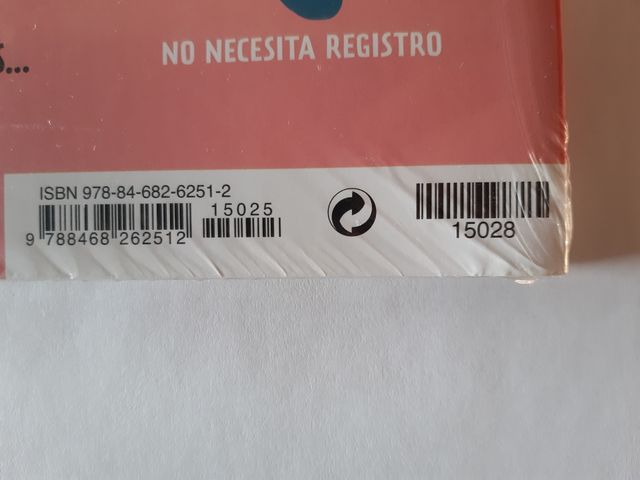 s...
NO NECESITA REGISTRO
ISBN 978-84-682-6251-2
15025
9 788468 262512
15028